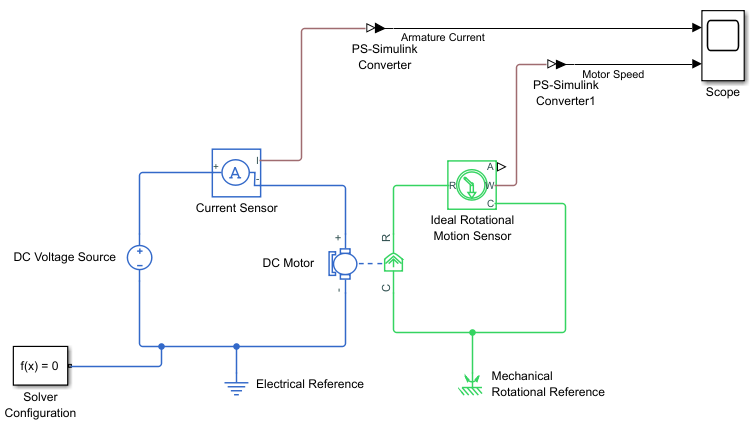 Armature Current
PS-Simulink
Converter
Motor Speed
PS-Simulink
Converter1
Scope
I
+
A
-
Current Sensor
A
R
W
C
Ideal Rotational
Motion Sensor
DC Voltage Source
+
−
DC Motor
+
-
R
C
f(x) = 0
Solver
Configuration
Electrical Reference
Mechanical
Rotational Reference